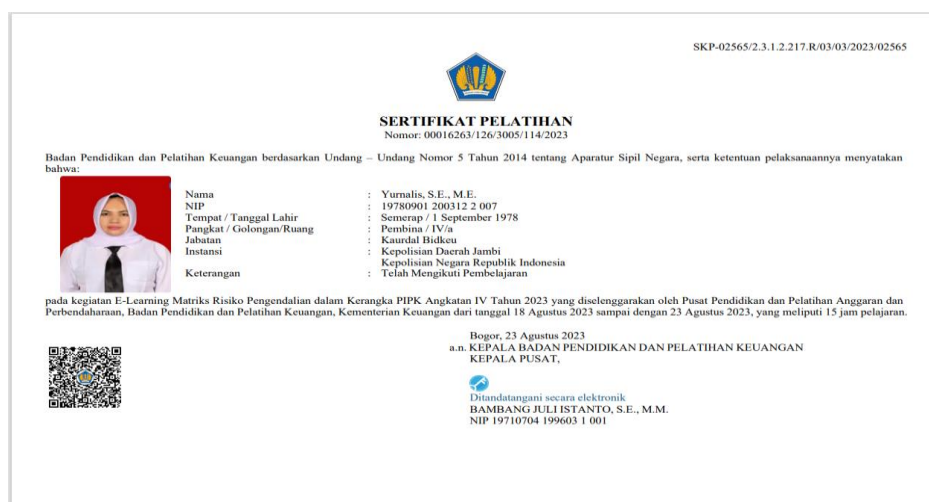 SKP-02565/2.3.1.2.217.R/03/03/2023/02565
SERTIFIKAT PELATIHAN
Nomor: 00016263/126/3005/114/2023
Badan Pendidikan dan Pelatihan Keuangan berdasarkan Undang – Undang Nomor 5 Tahun 2014 tentang Aparatur Sipil Negara, serta ketentuan pelaksanaannya menyatakan
bahwa:
Nama : Yurnalis, S.E., M.E.
NIP : 19780901 200312 2 007
Tempat / Tanggal Lahir : Semerap / 1 September 1978
Pangkat / Golongan/Ruang : Pembina / IV/a
Jabatan : Kaurdal Bidkeu
Instansi : Kepolisian Daerah Jambi
Kepolisian Negara Republik Indonesia
Keterangan : Telah Mengikuti Pembelajaran
pada kegiatan E-Learning Matriks Risiko Pengendalian dalam Kerangka PIPK Angkatan IV Tahun 2023 yang diselenggarakan oleh Pusat Pendidikan dan Pelatihan Anggaran dan
Perbendaharaan, Badan Pendidikan dan Pelatihan Keuangan, Kementerian Keuangan dari tanggal 18 Agustus 2023 sampai dengan 23 Agustus 2023, yang meliputi 15 jam pelajaran.
Bogor, 23 Agustus 2023
a.n. KEPALA BADAN PENDIDIKAN DAN PELATIHAN KEUANGAN
KEPALA PUSAT,
Ditandatangani secara elektronik
BAMBANG JULI ISTANTO, S.E., M.M.
NIP 19710704 199603 1 001